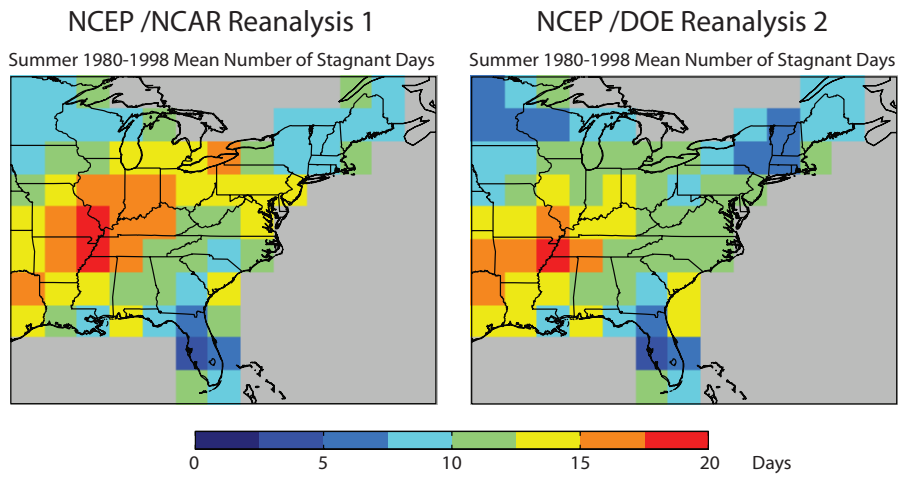 NCEP /NCAR Reanalysis 1
Summer 1980-1998 Mean Number of Stagnant Days
NCEP /DOE Reanalysis 2
Summer 1980-1998 Mean Number of Stagnant Days
0 5 10 15 20 Days